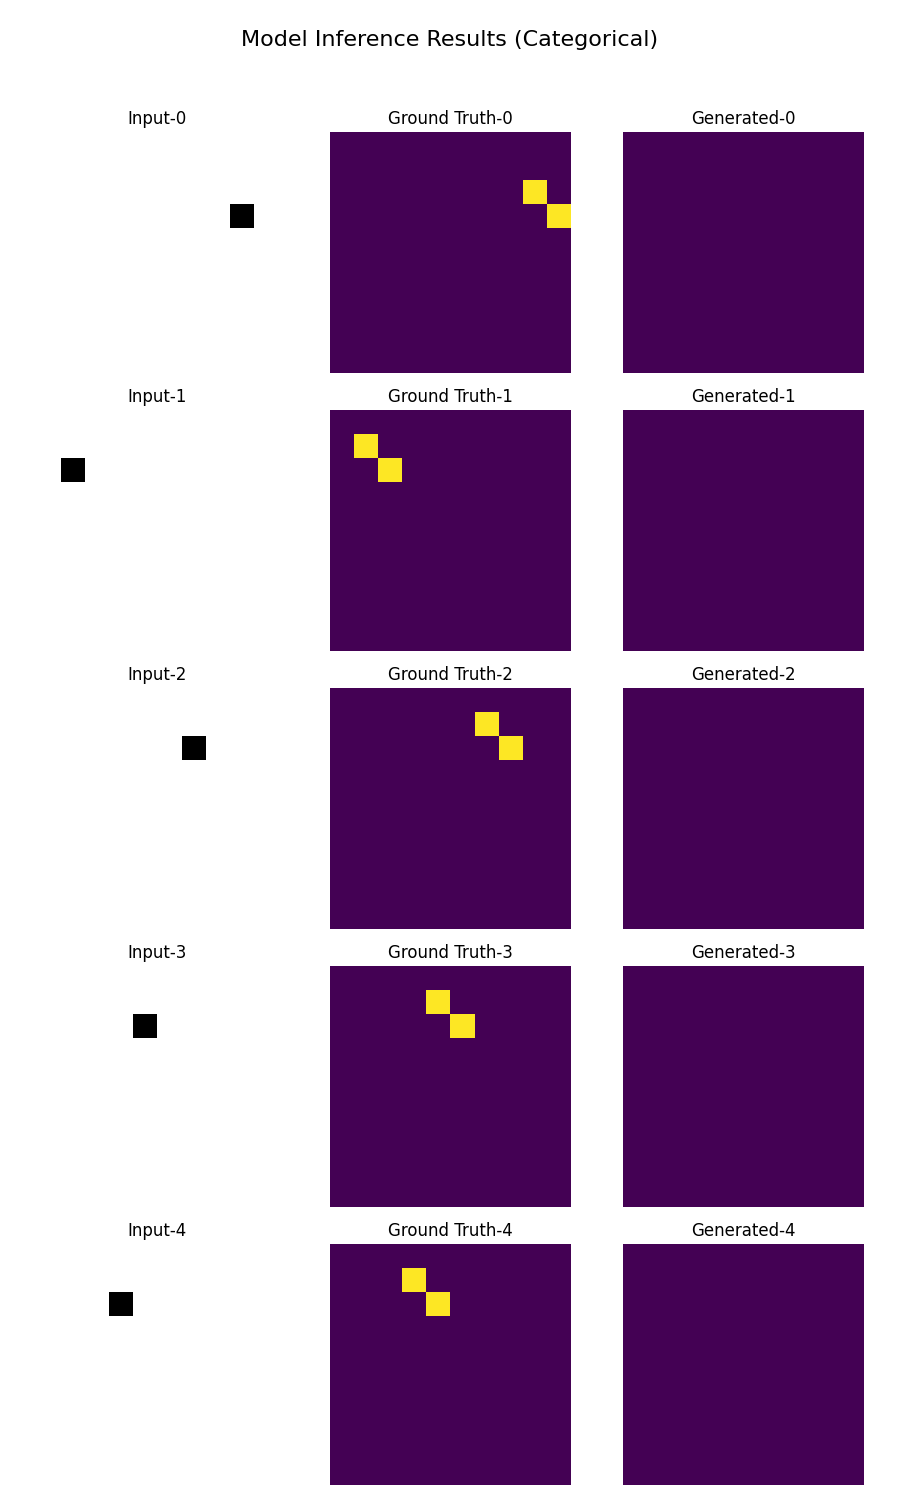 Model Inference Results (Categorical)
Input-0 Ground Truth-0 Generated-0
Input-1 Ground Truth-1 Generated-1
Input-2 Ground Truth-2 Generated-2
Input-3 Ground Truth-3 Generated-3
Input-4 Ground Truth-4 Generated-4